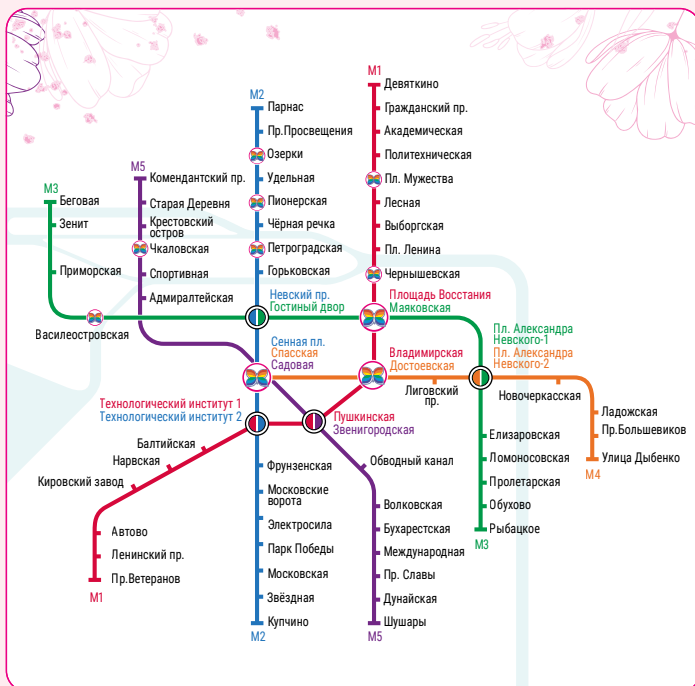 М1
Девяткино
Гражданский пр.
Академическая
Политехническая
Пл. Мужества
Лесная
Выборгская
Пл. Ленина
Чернышевская
Площадь Восстания
Маяковская
М2
Парнас
Пр.Просвещения
Озерки
Удельная
Пионерская
Чёрная речка
Петроградская
Горьковская
Невский пр.
Гостиный двор
М5
Комендантский пр.
Старая Деревня
Крестовский
остров
Чкаловская
Спортивная
Адмиралтейская
М3
Беговая
Зенит
Приморская
Василеостровская
Сенная пл.
Спасская
Садовая
Владимирская
Достоевская
Пл. Александра
Невского-1
Пл. Александра
Невского-2
Лиговский
пр.
Новочеркасская
Ладожская
Пр.Большевиков
Улица Дыбенко
М4
Технологический институт 1
Технологический институт 2
Пушкинская
Звенигородская
Балтийская
Нарвская
Кировский завод
Автово
Ленинский пр.
Пр.Ветеранов
М1
Фрунзенская
Московские
ворота
Электросила
Парк Победы
Московская
Звёздная
Купчино
М2
Обводный канал
Волковская
Бухарестская
Международная
Пр. Славы
Дунайская
Шушары
М5
Елизаровская
Ломоносовская
Пролетарская
Обухово
Рыбацкое
М3